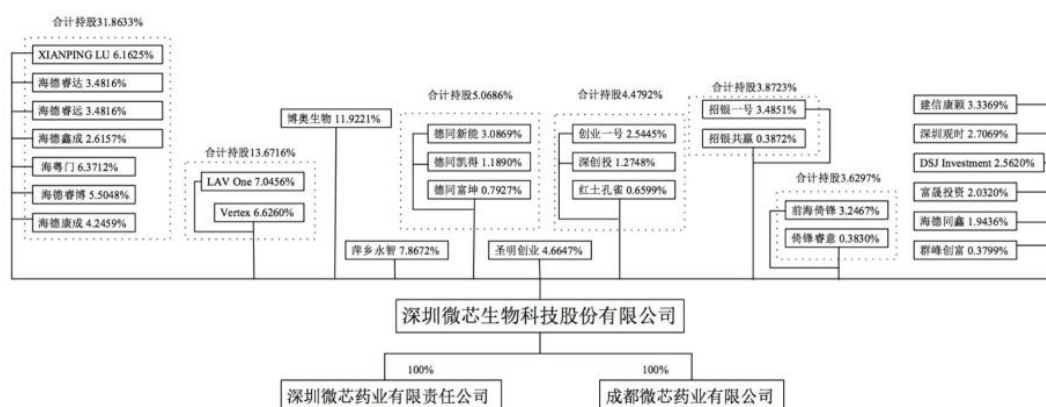 合计持股31.8633%
XIANPING LU 6.1625%
海德睿达 3.4816%
海德睿远 3.4816%
海德鑫成 2.6157%
海粤门 6.3712%
海德睿博 5.5048%
海德康成 4.2459%
合计持股13.6716%
LAV One 7.0456%
Vertex 6.6260%
博奥生物 11.9221%
萍乡永智 7.8672%
合计持股5.0686%
德同新能 3.0869%
德同凯得 1.1890%
德同富坤 0.7927%
圣明创业 4.6647%
合计持股4.4792%
创业一号 2.5445%
深创投 1.2748%
红土孔雀 0.6599%
合计持股3.8723%
招银一号 3.4851%
招银共赢 0.3872%
合计持股3.6297%
前海倚锋 3.2467%
倚锋睿意 0.3830%
建信康颖 3.3369%
深圳观时 2.7069%
DSJ Investment 2.5620%
富晟投资 2.0320%
海德同鑫 1.9436%
群峰创富 0.3799%
深圳微芯生物科技股份有限公司
100%
100%
深圳微芯药业有限责任公司
成都微芯药业有限公司